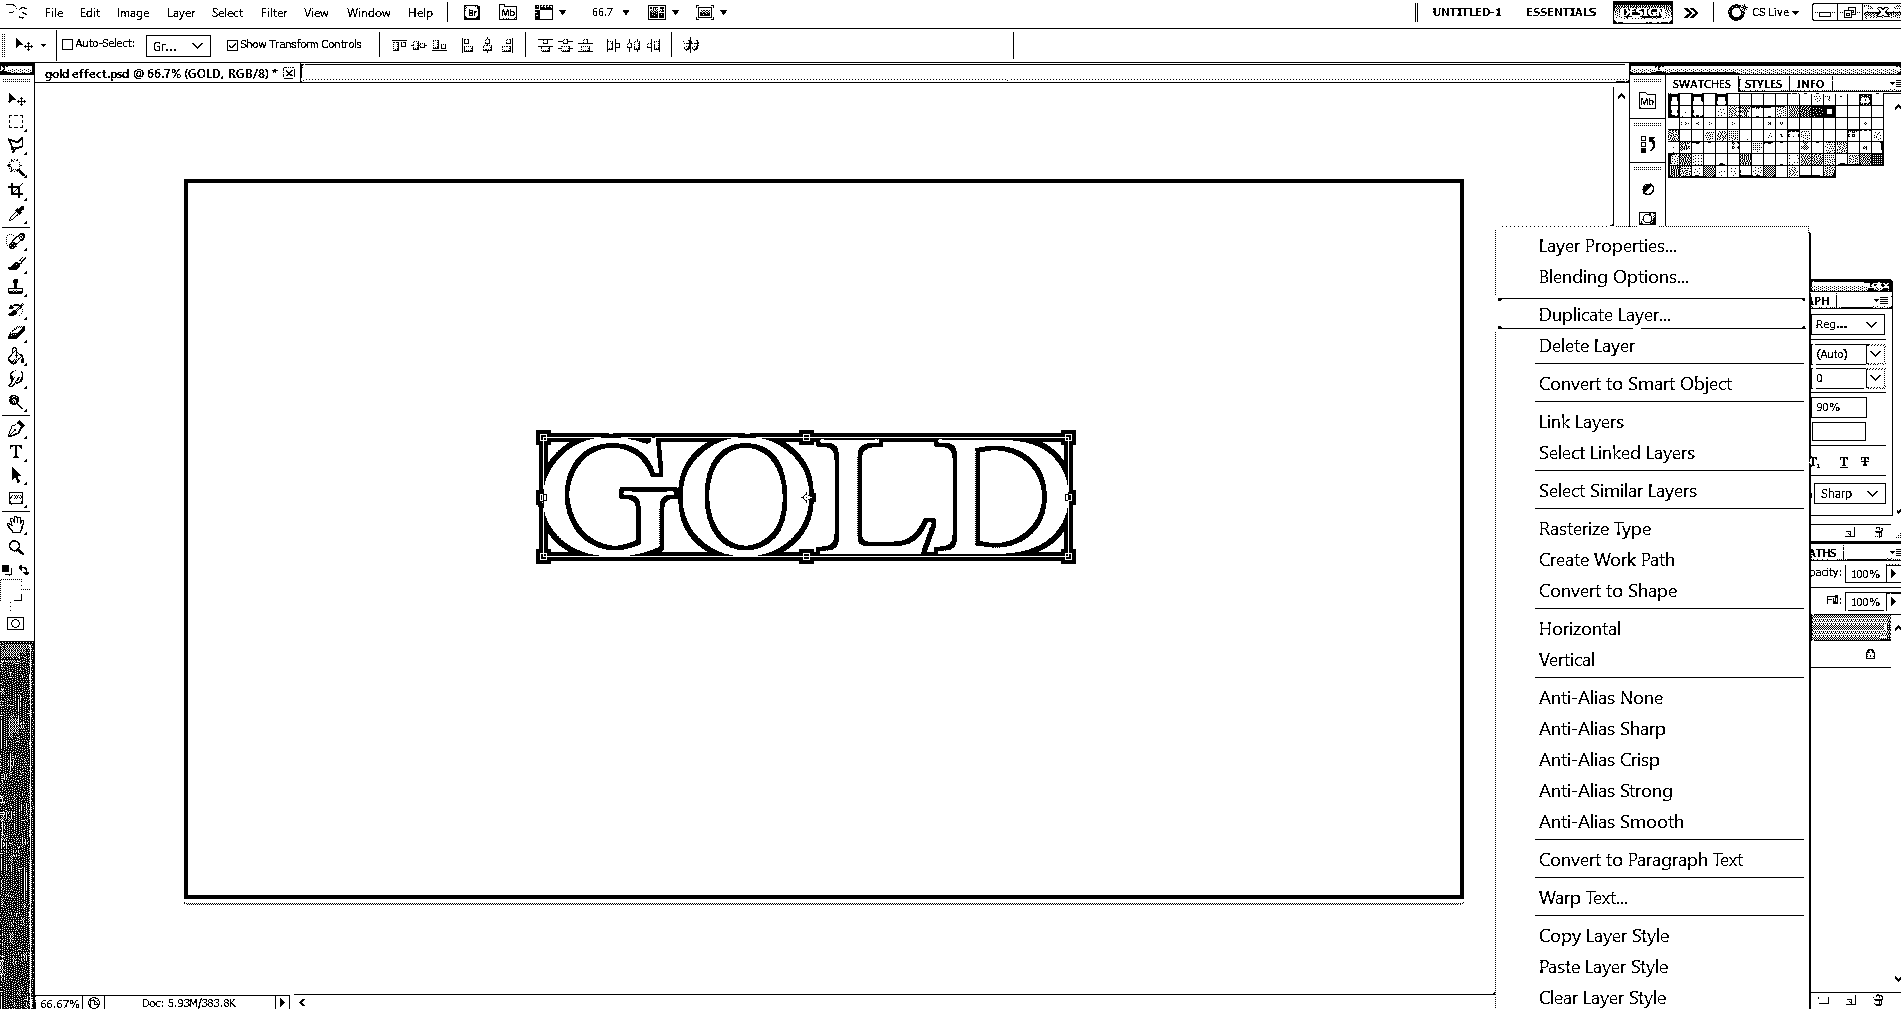 File Edit Image Layer Select Filter View Window Help Br Mb 66.7 UNTITLED-1 ESSENTIALS DESIGN CS Live
Auto-Select: Gr... Show Transform Controls
gold effect.psd @ 66.7% (GOLD, RGB/8) *
SWATCHES STYLES INFO
Mb
Layer Properties...
Blending Options...
Duplicate Layer...
Delete Layer
Convert to Smart Object
Link Layers
Select Linked Layers
Select Similar Layers
Rasterize Type
Create Work Path
Convert to Shape
Horizontal
Vertical
Anti-Alias None
Anti-Alias Sharp
Anti-Alias Crisp
Anti-Alias Strong
Anti-Alias Smooth
Convert to Paragraph Text
Warp Text...
Copy Layer Style
Paste Layer Style
Clear Layer Style
APH
Reg...
(Auto)
0
90%
T T
Sharp
ATHS
pacity: 100%
Fill: 100%
GOLD
66.67% Doc: 5.93M/383.8K